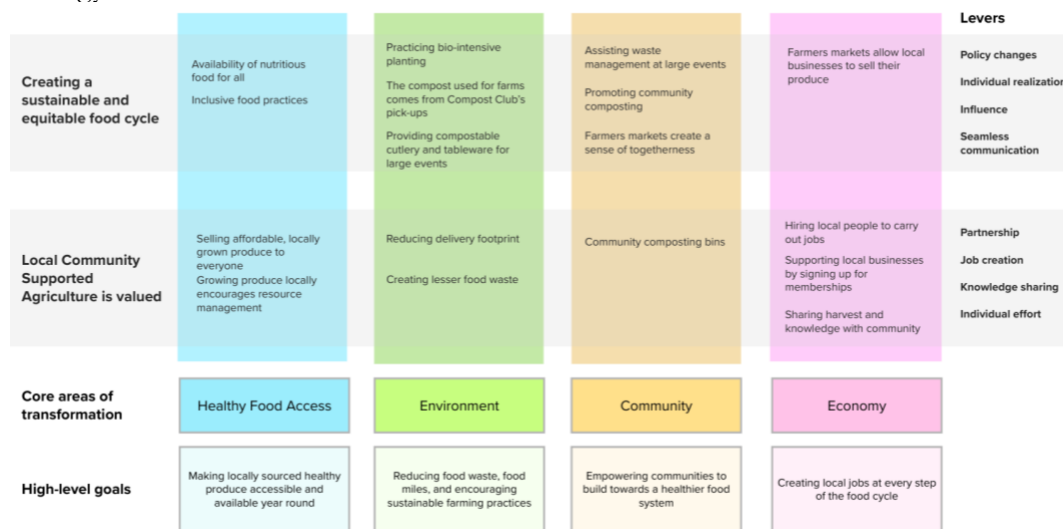 Levers
Creating a
sustainable and
equitable food cycle
Availability of nutritious
food for all
Inclusive food practices
Practicing bio-intensive
planting
The compost used for farms
comes from Compost Club's
pick-ups
Providing compostable
cutlery and tableware for
large events
Assisting waste
management at large events
Promoting community
composting
Farmers markets create a
sense of togetherness
Farmers markets allow local
businesses to sell their
produce
Policy changes
Individual realization
Influence
Seamless
communication
Local Community
Supported
Agriculture is valued
Selling affordable, locally
grown produce to
everyone
Growing produce locally
encourages resource
management
Reducing delivery footprint
Creating lesser food waste
Community composting bins
Hiring local people to carry
out jobs
Supporting local businesses
by signing up for
memberships
Sharing harvest and
knowledge with community
Partnership
Job creation
Knowledge sharing
Individual effort
Core areas of
transformation
Healthy Food Access
Environment
Community
Economy
High-level goals
Making locally sourced healthy
produce accessible and
available year round
Reducing food waste, food
miles, and encouraging
sustainable farming practices
Empowering communities to
build towards a healthier food
system
Creating local jobs at every step
of the food cycle